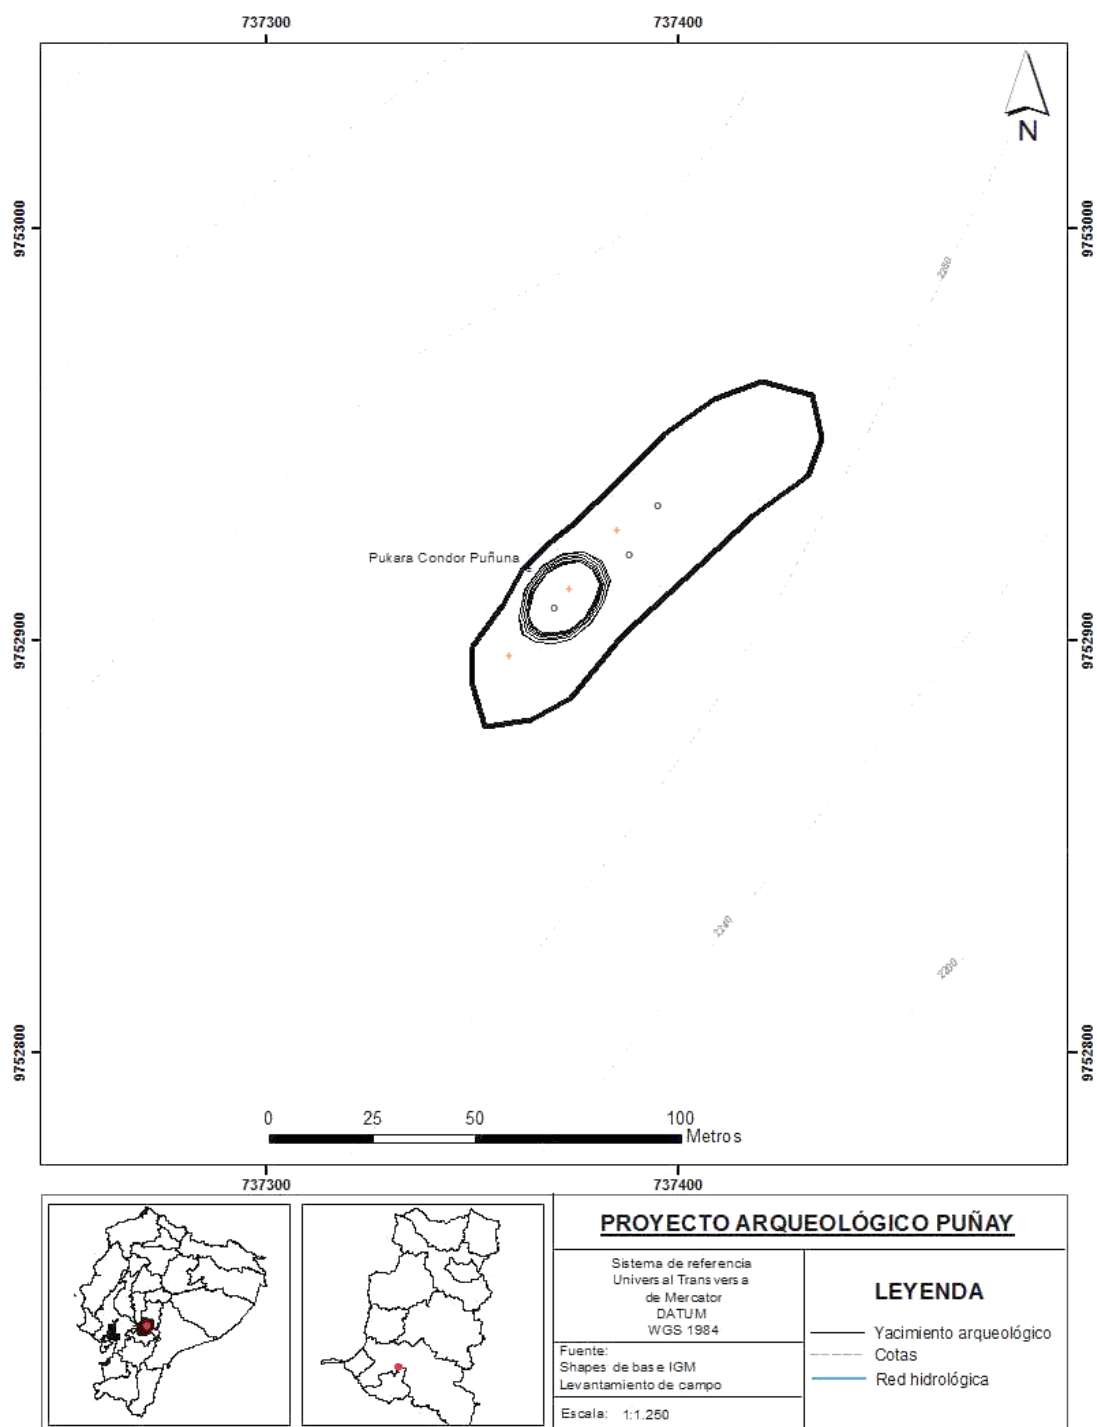 737300
737400
N
9753000
9753000
2280
Pukara Condor Puñuna
9752900
9752900
2240
2200
9752800
9752800
0 25 50 100
Metros
737300
737400
PROYECTO ARQUEOLÓGICO PUÑAY
Sistema de referencia
Universal Transversa
de Mercator
DATUM
WGS 1984
Fuente:
Shapes de base IGM
Levantamiento de campo
Escala: 1:1.250
LEYENDA
Yacimiento arqueológico
Cotas
Red hidrológica